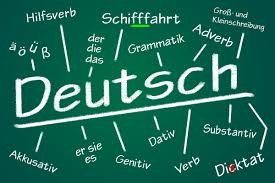 Hilfsverb
Schifffahrt
Groß- und
Kleinschreibung
ä ö ü ß
der
die das
Grammatik
Adverb
Deutsch
Akkusativ
er sie
es
Genitiv
Dativ
Verb
Substantiv
Dicktat